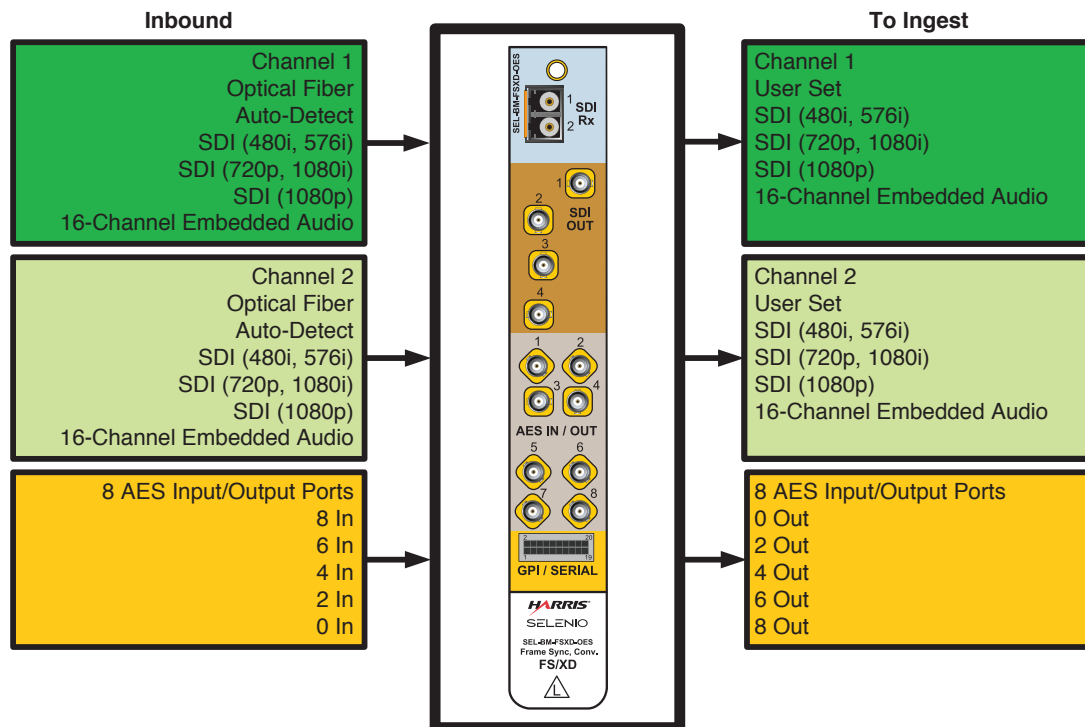 Inbound
Channel 1
Optical Fiber
Auto-Detect
SDI (480i, 576i)
SDI (720p, 1080i)
SDI (1080p)
16-Channel Embedded Audio
Channel 2
Optical Fiber
Auto-Detect
SDI (480i, 576i)
SDI (720p, 1080i)
SDI (1080p)
16-Channel Embedded Audio
8 AES Input/Output Ports
8 In
6 In
4 In
2 In
0 In
SEL-BM-FSXD-OES
1
SDI
Rx
2
1
2
SDI
OUT
3
4
1 2
3 4
AES IN / OUT
5 6
7 8
2 20
1 19
GPI / SERIAL
HARRIS
SELENIO
SEL-BM-FSXD-OES
Frame Sync, Conv.
FS/XD
L
To Ingest
Channel 1
User Set
SDI (480i, 576i)
SDI (720p, 1080i)
SDI (1080p)
16-Channel Embedded Audio
Channel 2
User Set
SDI (480i, 576i)
SDI (720p, 1080i)
SDI (1080p)
16-Channel Embedded Audio
8 AES Input/Output Ports
0 Out
2 Out
4 Out
6 Out
8 Out